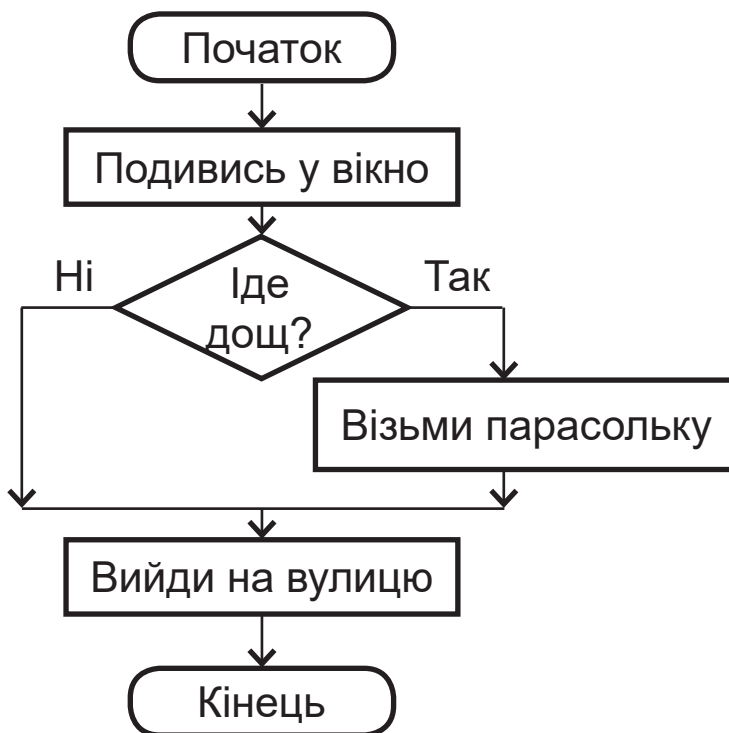 Початок
Подивись у вікно
Ні
Так
Іде
дощ?
Візьми парасольку
Вийди на вулицю
Кінець